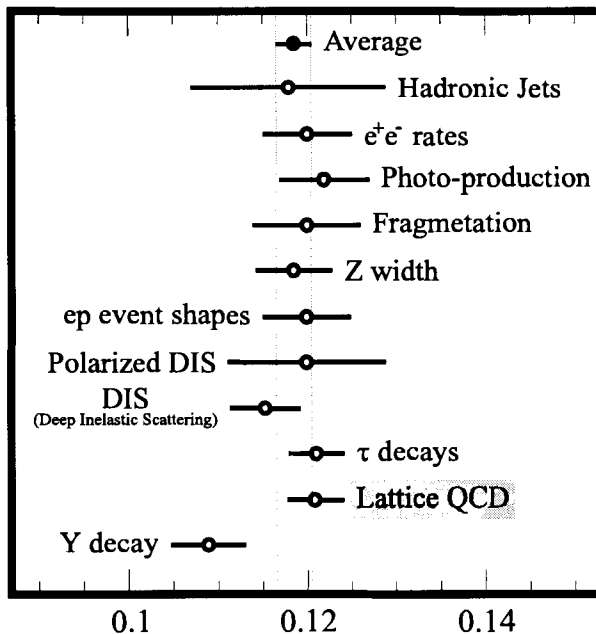 Average
Hadronic Jets
e⁺e⁻ rates
Photo-production
Fragmetation
Z width
ep event shapes
Polarized DIS
DIS
(Deep Inelastic Scattering)
τ decays
Lattice QCD
Υ decay
0.1 0.12 0.14